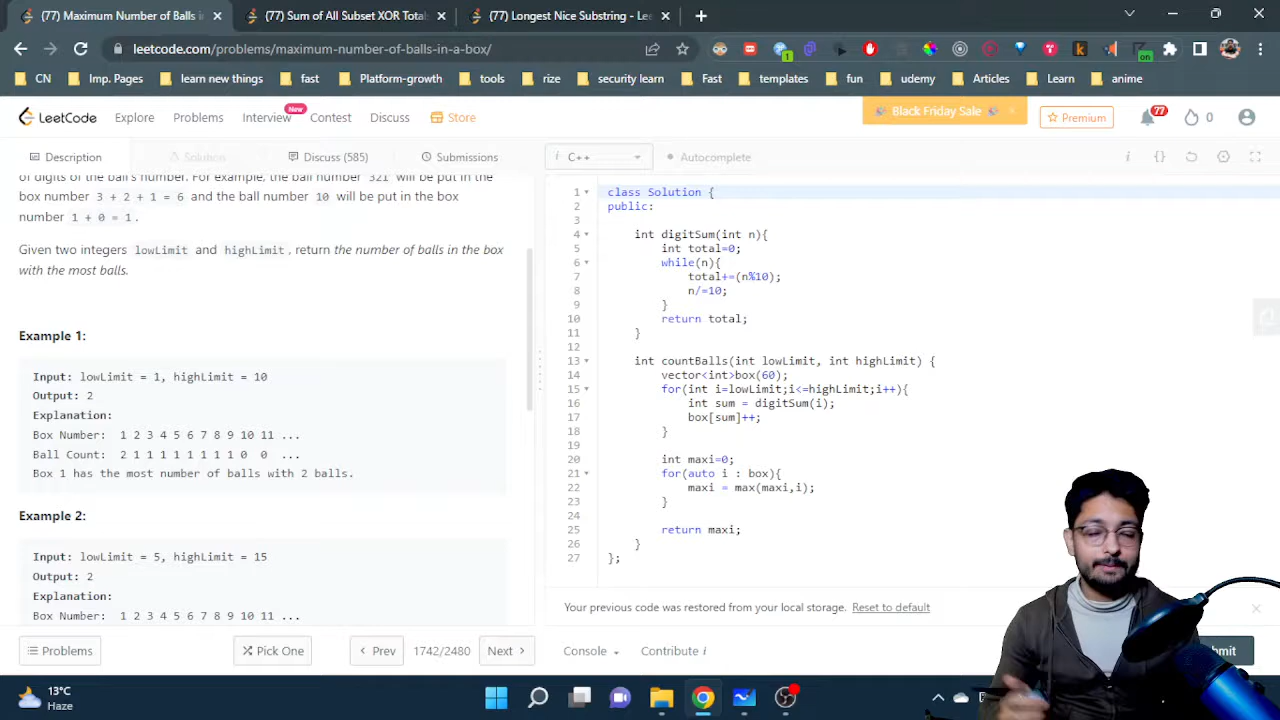 (77) Maximum Number of Balls in
(77) Sum of All Subset XOR Tota
(77) Longest Nice Substring - Le
leetcode.com/problems/maximum-number-of-balls-in-a-box/
1
on
CN
Imp. Pages
learn new things
fast
Platform-growth
tools
rize
security learn
Fast
templates
fun
udemy
Articles
Learn
anime
LeetCode
Explore
Problems
Interview
New
Contest
Discuss
Store
Black Friday Sale
Premium
77
0
Description
Solution
Discuss (585)
Submissions
C++
Autocomplete
of digits of the ball's number. For example, the ball number 321 will be put in the
box number 3 + 2 + 1 = 6 and the ball number 10 will be put in the box
number 1 + 0 = 1.
Given two integers lowLimit and highLimit, return the number of balls in the box
with the most balls.
Example 1:
Input: lowLimit = 1, highLimit = 10
Output: 2
Explanation:
Box Number: 1 2 3 4 5 6 7 8 9 10 11 ...
Ball Count: 2 1 1 1 1 1 1 1 1 0 0 ...
Box 1 has the most number of balls with 2 balls.
Example 2:
Input: lowLimit = 5, highLimit = 15
Output: 2
Explanation:
Box Number: 1 2 3 4 5 6 7 8 9 10 11 ...
1 class Solution {
2 public:
3
4 int digitSum(int n){
5 int total=0;
6 while(n){
7 total+=(n%10);
8 n/=10;
9 }
10 return total;
11 }
12
13 int countBalls(int lowLimit, int highLimit) {
14 vector<int>box(60);
15 for(int i=lowLimit;i<=highLimit;i++){
16 int sum = digitSum(i);
17 box[sum]++;
18 }
19
20 int maxi=0;
21 for(auto i : box){
22 maxi = max(maxi,i);
23 }
24
25 return maxi;
26 }
27 };
Your previous code was restored from your local storage. Reset to default
Problems
Pick One
Prev
1742/2480
Next
Console
Contribute
13°C
Haze